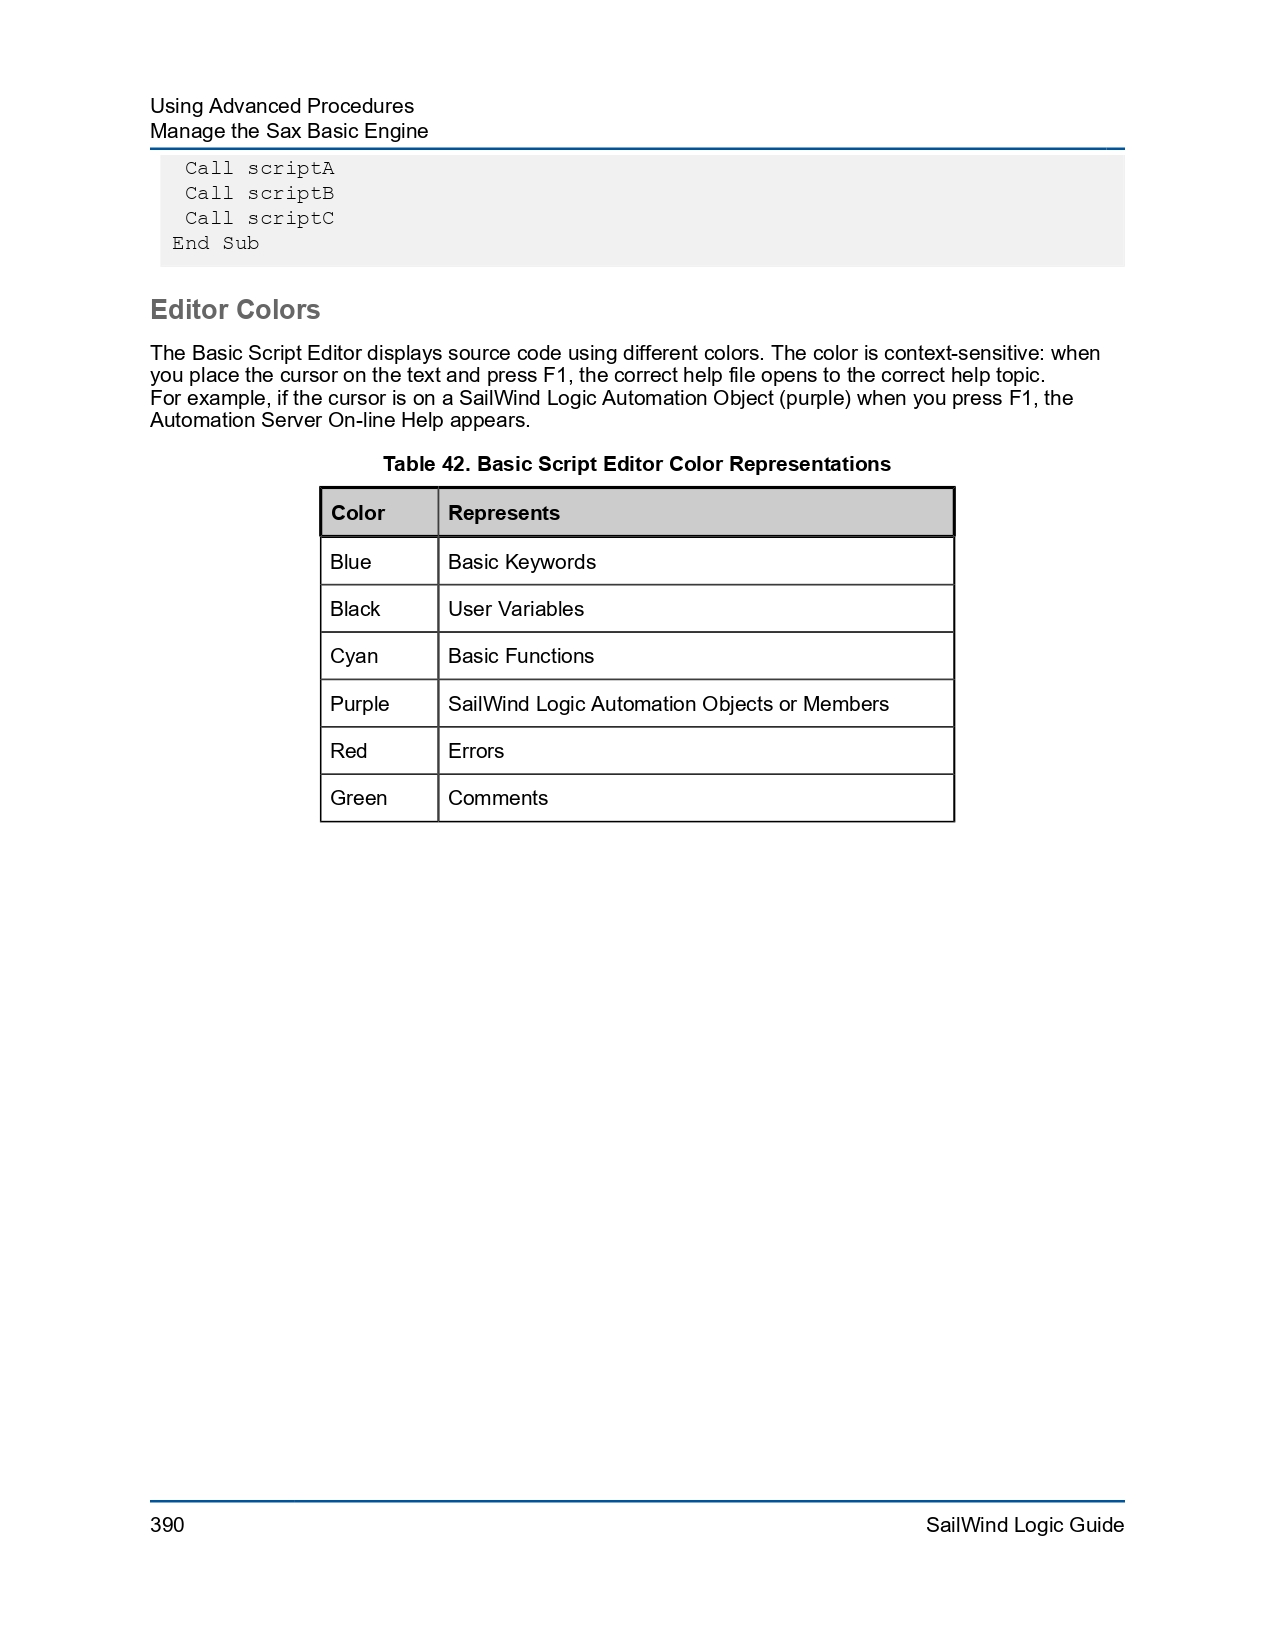 Using Advanced Procedures
Manage the Sax Basic Engine
Call scriptA
Call scriptB
Call scriptC
End Sub
Editor Colors
The Basic Script Editor displays source code using different colors. The color is context-sensitive: when
you place the cursor on the text and press F1, the correct help file opens to the correct help topic.
For example, if the cursor is on a SailWind Logic Automation Object (purple) when you press F1, the
Automation Server On-line Help appears.
Table 42. Basic Script Editor Color Representations
Color Represents
Blue Basic Keywords
Black User Variables
Cyan Basic Functions
Purple SailWind Logic Automation Objects or Members
Red Errors
Green Comments
390 SailWind Logic Guide